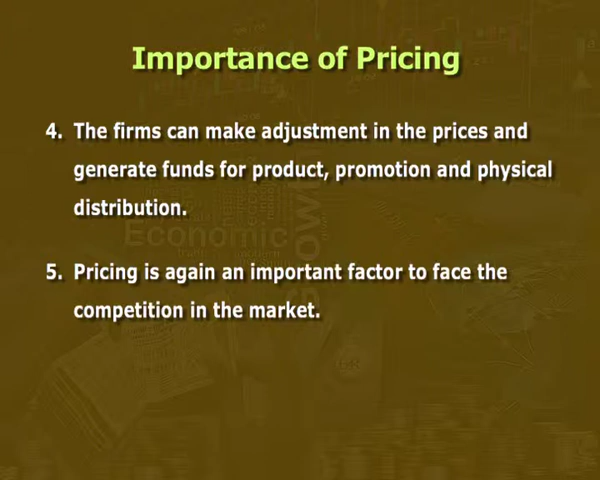 Importance of Pricing
4. The firms can make adjustment in the prices and
generate funds for product, promotion and physical
distribution.
Economic
5. Pricing is again an important factor to face the
competition in the market.